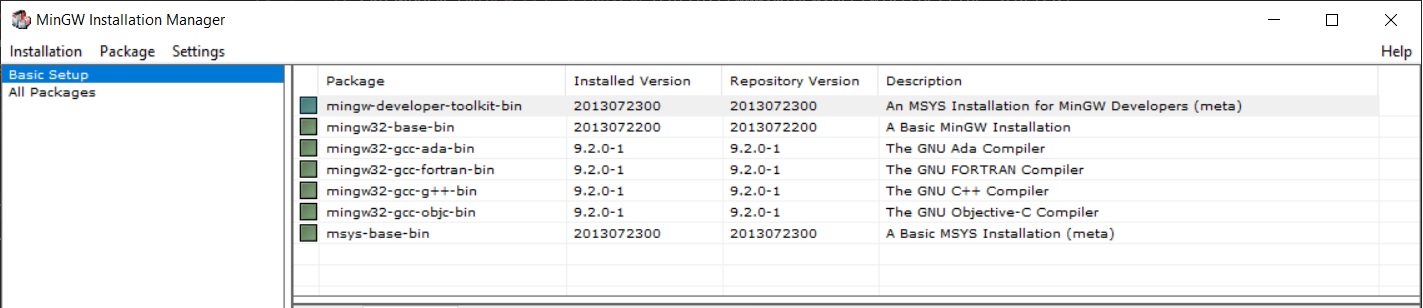 MinGW Installation Manager
Installation Package Settings Help
Basic Setup
All Packages
Package Installed Version Repository Version Description
mingw-developer-toolkit-bin 2013072300 2013072300 An MSYS Installation for MinGW Developers (meta)
mingw32-base-bin 2013072200 2013072200 A Basic MinGW Installation
mingw32-gcc-ada-bin 9.2.0-1 9.2.0-1 The GNU Ada Compiler
mingw32-gcc-fortran-bin 9.2.0-1 9.2.0-1 The GNU FORTRAN Compiler
mingw32-gcc-g++-bin 9.2.0-1 9.2.0-1 The GNU C++ Compiler
mingw32-gcc-objc-bin 9.2.0-1 9.2.0-1 The GNU Objective-C Compiler
msys-base-bin 2013072300 2013072300 A Basic MSYS Installation (meta)